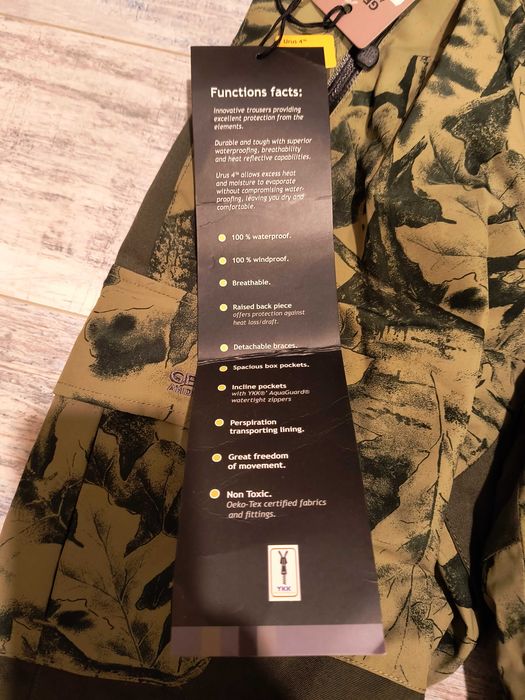 GE
Urus 4™
Functions facts:
Innovative trousers providing
excellent protection from the
elements.
Durable and tough with superior
waterproofing, breathability
and heat reflective capabilities.
Urus 4™ allows excess heat
and moisture to evaporate
without compromising water-
proofing, leaving you dry and
comfortable.
100 % waterproof.
100 % windproof.
Breathable.
Raised back piece
offers protection against
heat loss/draft.
Detachable braces.
Spacious box pockets.
Incline pockets
with YKK®' AquaGuard®
watertight zippers
Perspiration
transporting lining.
Great freedom
of movement.
Non Toxic.
Oeko-Tex certified fabrics
and fittings.
YKK